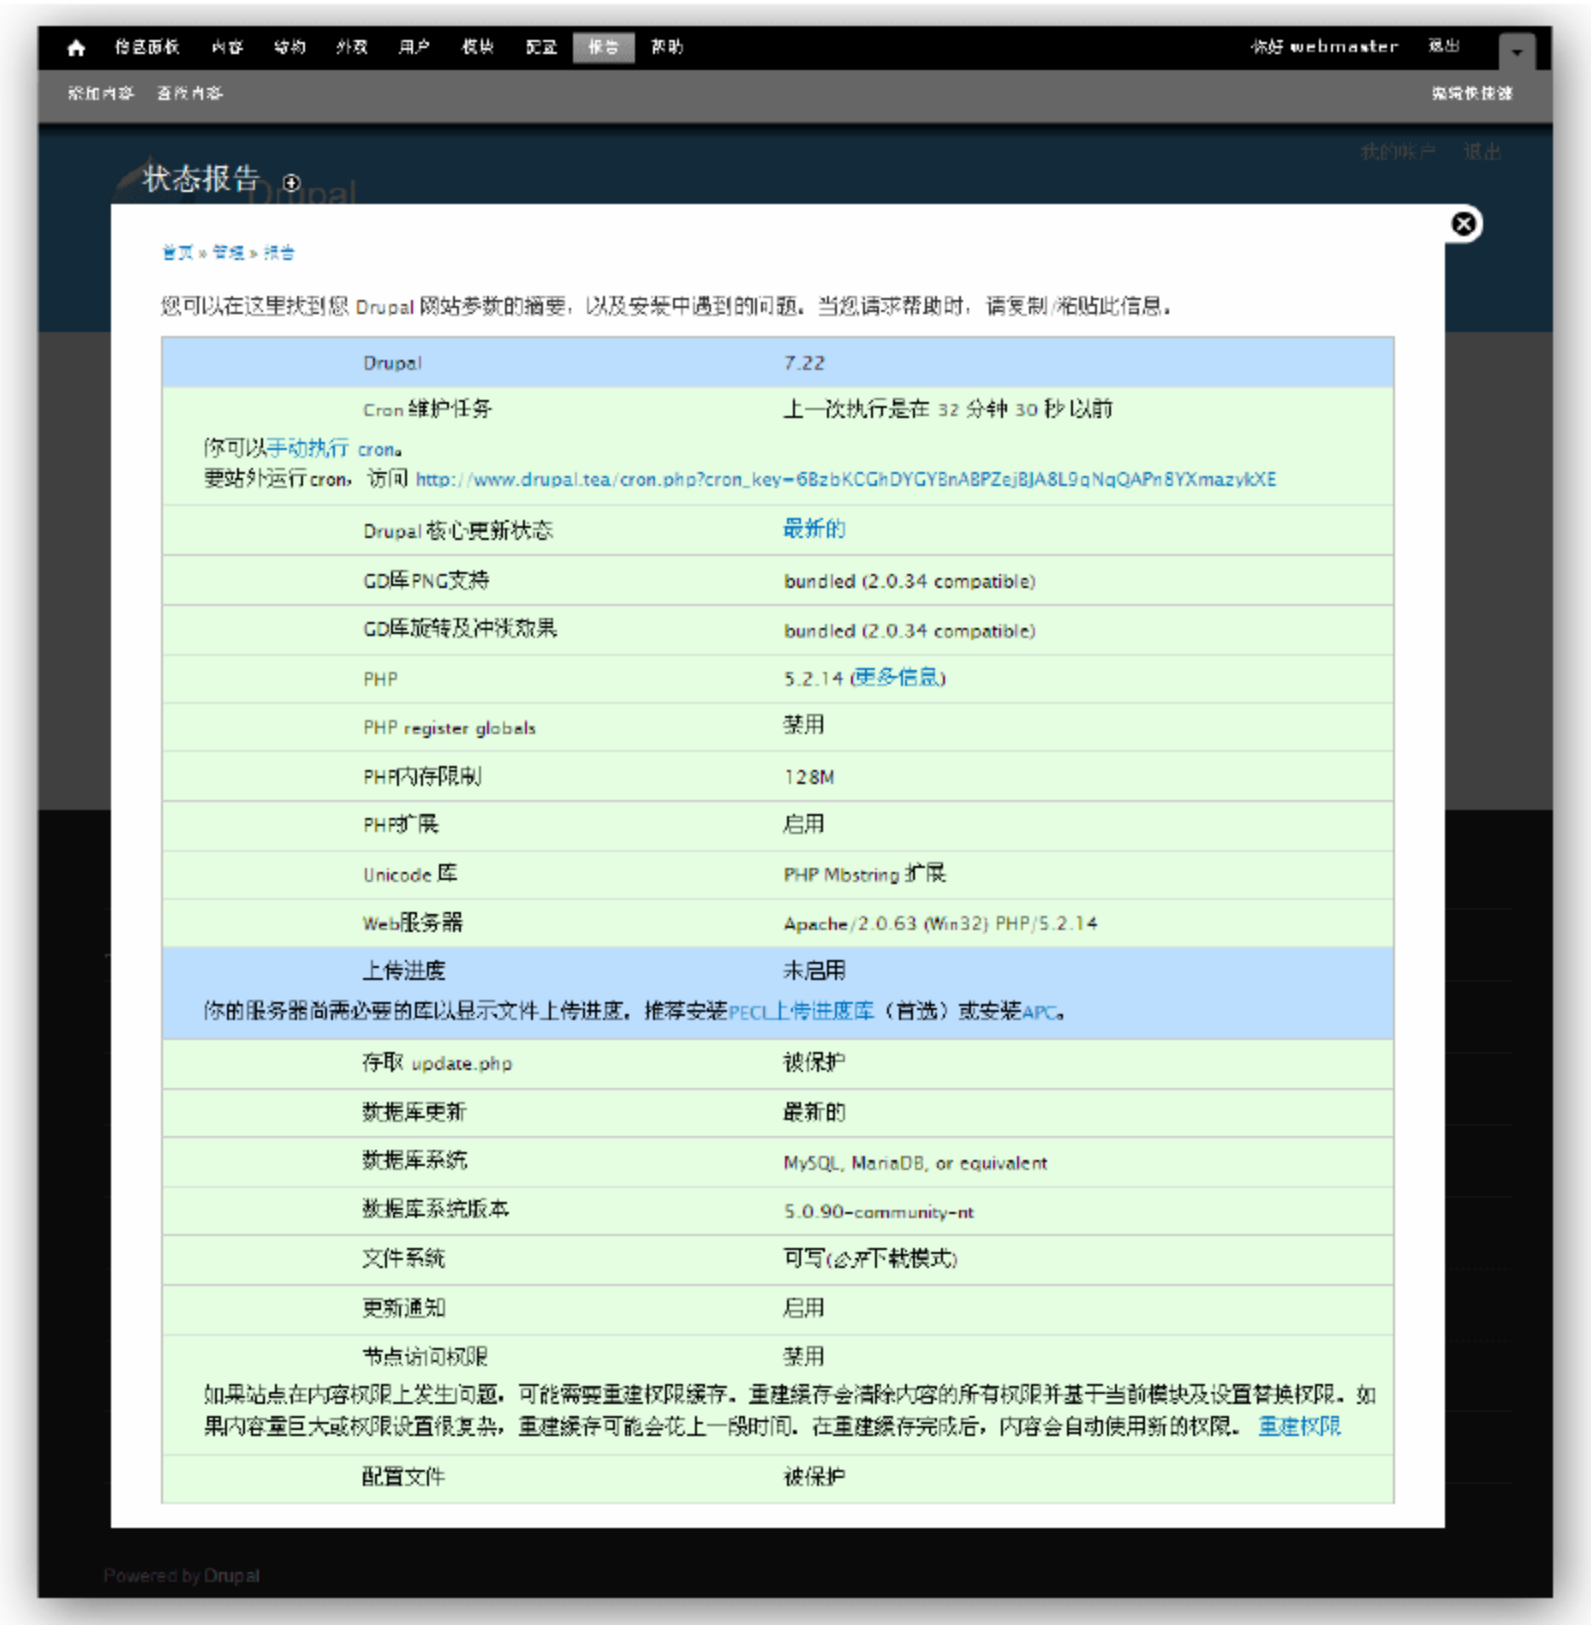 信息面板 内容 结构 外观 用户 模块 配置 报告 帮助 你好 webmaster 退出
添加内容 查找内容 编辑快捷键
我的帐户 退出
状态报告
Drupal
首页 » 管理 » 报告
您可以在这里找到您 Drupal 网站参数的摘要，以及安装中遇到的问题。当您请求帮助时，请复制/粘贴此信息。
Drupal 7.22
Cron 维护任务 上一次执行是在 32 分钟 30 秒 以前
你可以手动执行 cron。
要站外运行cron，访问 http://www.drupal.tea/cron.php?cron_key=6BzbKCGhDYGYBnABPZejBJA8L9qNqQAPn8YXmazykXE
Drupal 核心更新状态 最新的
GD库PNG支持 bundled (2.0.34 compatible)
GD库旋转及冲淡效果 bundled (2.0.34 compatible)
PHP 5.2.14 (更多信息)
PHP register globals 禁用
PHP内存限制 128M
PHP扩展 启用
Unicode 库 PHP Mbstring 扩展
Web服务器 Apache/2.0.63 (Win32) PHP/5.2.14
上传进度 未启用
你的服务器尚需必要的库以显示文件上传进度。推荐安装PECL上传进度库（首选）或安装APC。
存取 update.php 被保护
数据库更新 最新的
数据库系统 MySQL, MariaDB, or equivalent
数据库系统版本 5.0.90-community-nt
文件系统 可写(公开下载模式)
更新通知 启用
节点访问权限 禁用
如果站点在内容权限上发生问题，可能需要重建权限缓存。重建缓存会清除内容的所有权限并基于当前模块及设置替换权限。如
果内容量巨大或权限设置很复杂，重建缓存可能会花上一段时间。在重建缓存完成后，内容会自动使用新的权限。 重建权限
配置文件 被保护
Powered by Drupal